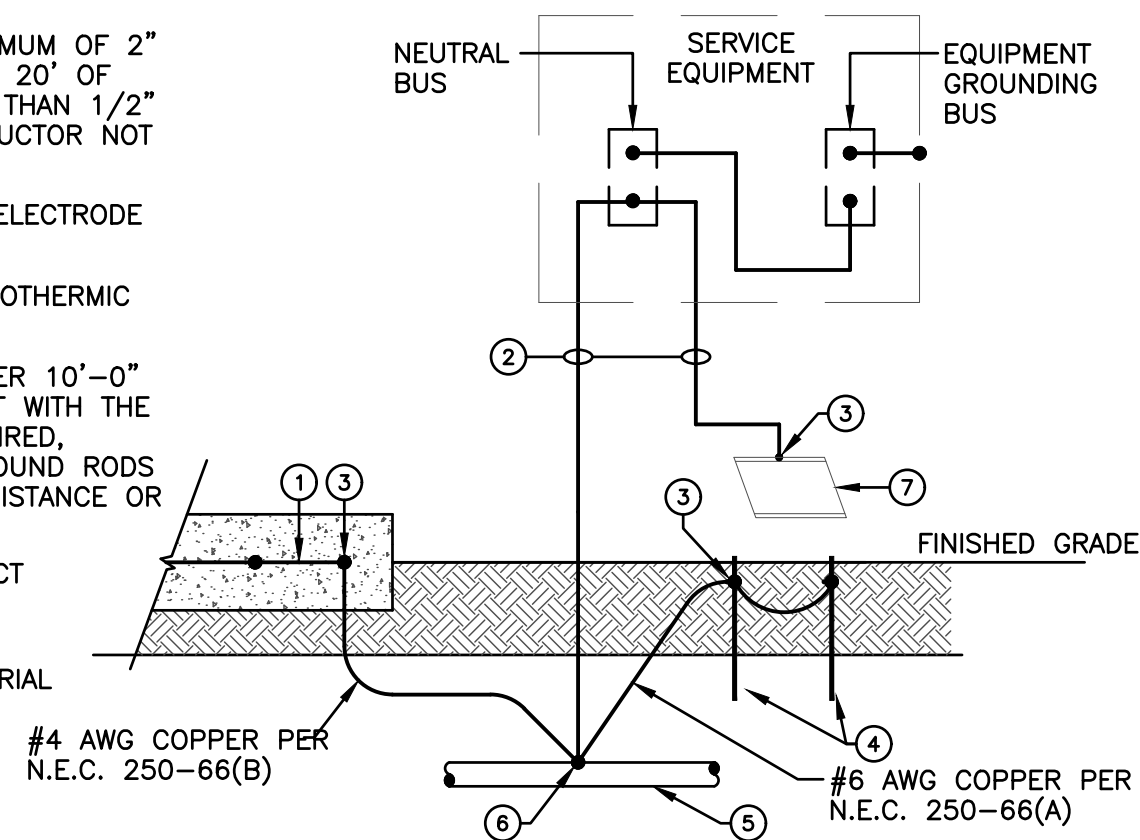 MUM OF 2"
20' OF
THAN 1/2"
UCTOR NOT
ELECTRODE
OTHERMIC
ER 10'-0"
T WITH THE
IRED,
OUND RODS
ISTANCE OR
CT
RIAL
NEUTRAL
BUS
SERVICE
EQUIPMENT
EQUIPMENT
GROUNDING
BUS
2
3
7
1
3
3
FINISHED GRADE
#4 AWG COPPER PER
N.E.C. 250-66(B)
4
#6 AWG COPPER PER
N.E.C. 250-66(A)
6
5